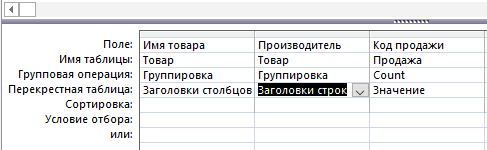 Поле: Имя товара Производитель Код продажи
Имя таблицы: Товар Товар Продажа
Групповая операция: Группировка Группировка Count
Перекрестная таблица: Заголовки столбцов Заголовки строк Значение
Сортировка:
Условие отбора:
или: